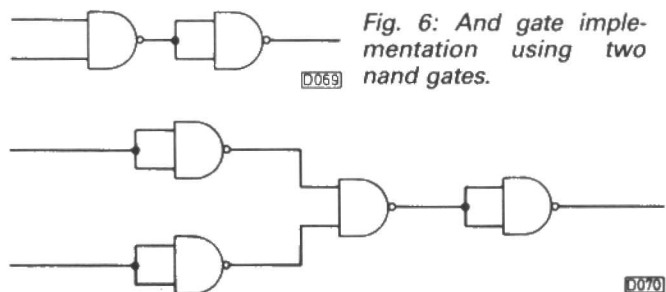 Fig. 6: And gate imple-
mentation using two
nand gates.
D069
D070